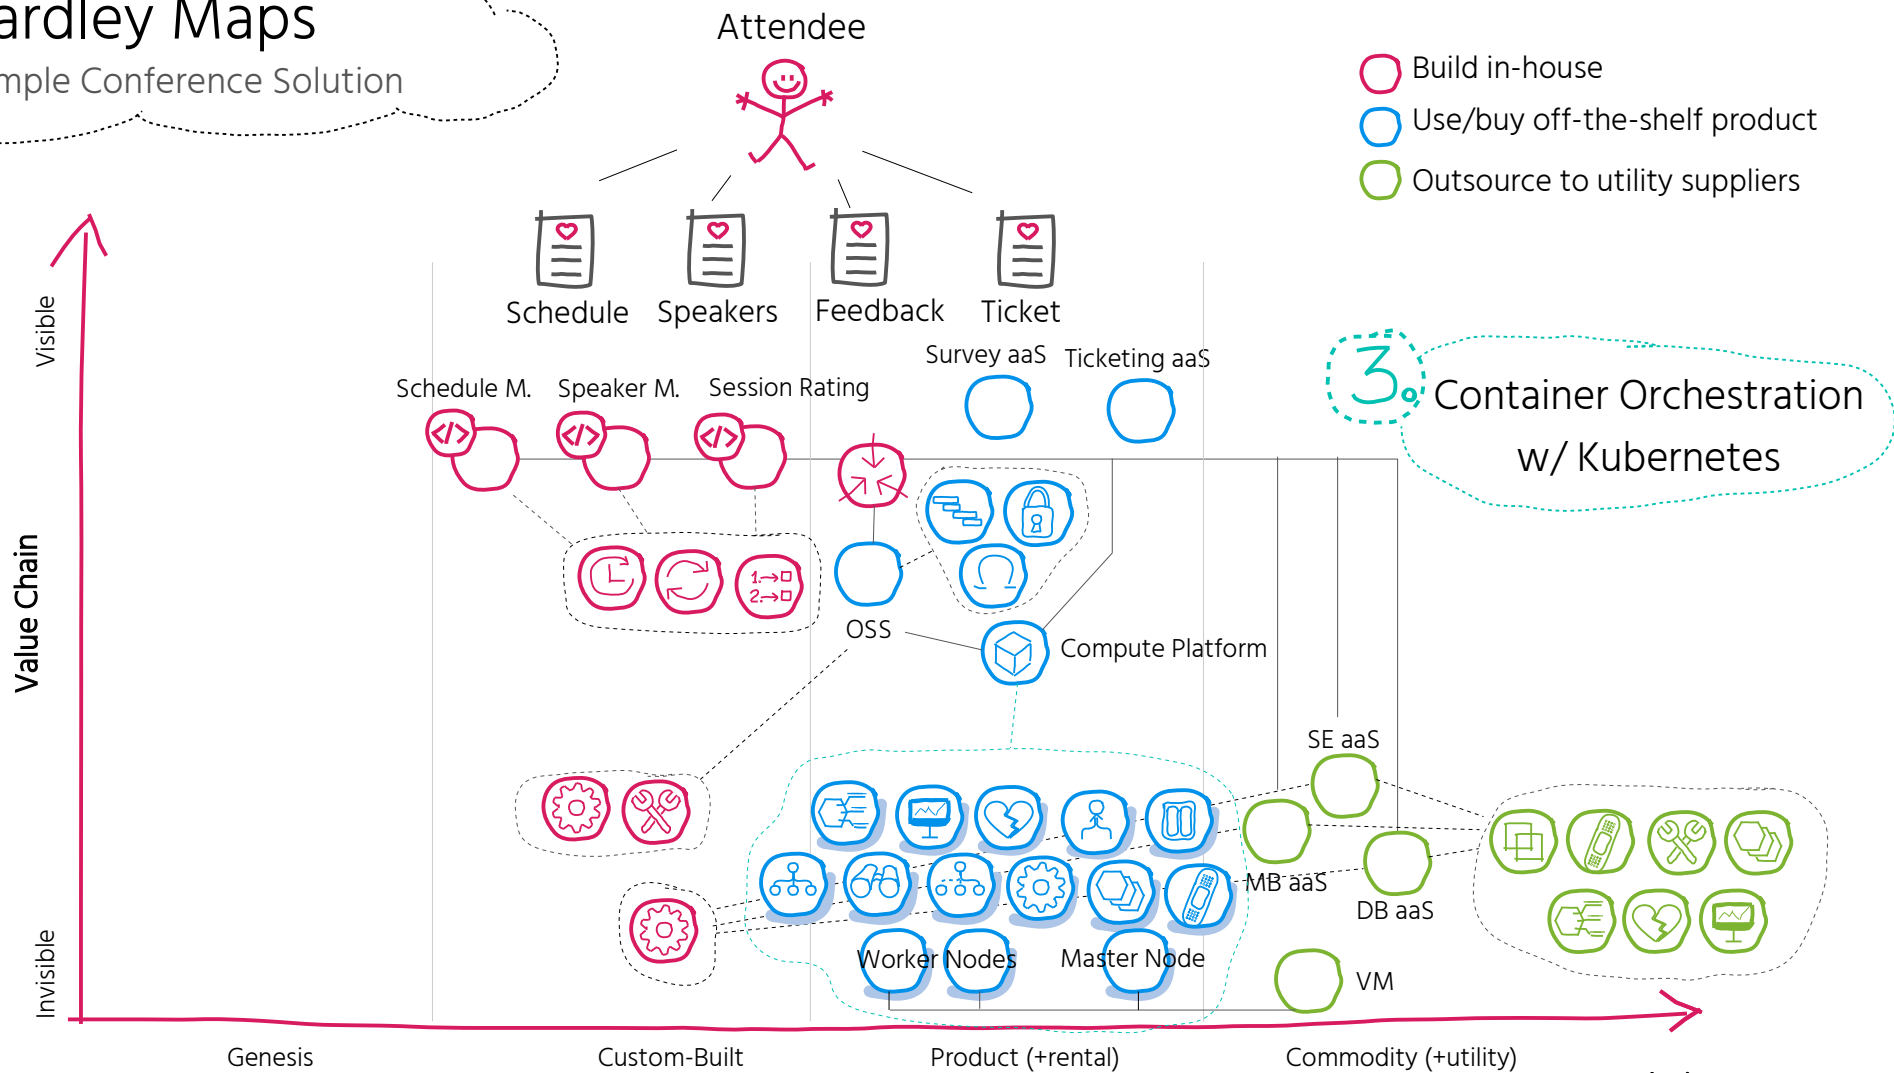 ardley Maps
mple Conference Solution
Attendee
Build in-house
Use/buy off-the-shelf product
Outsource to utility suppliers
Schedule
Speakers
Feedback
Ticket
Visible
Survey aaS
Ticketing aaS
Schedule M.
Speaker M.
Session Rating
</>
</>
</>
3.
Container Orchestration
w/ Kubernetes
1.→□
2.→□
Value Chain
OSS
Compute Platform
SE aaS
MB aaS
DB aaS
Invisible
Worker Nodes
Master Node
VM
Genesis
Custom-Built
Product (+rental)
Commodity (+utility)